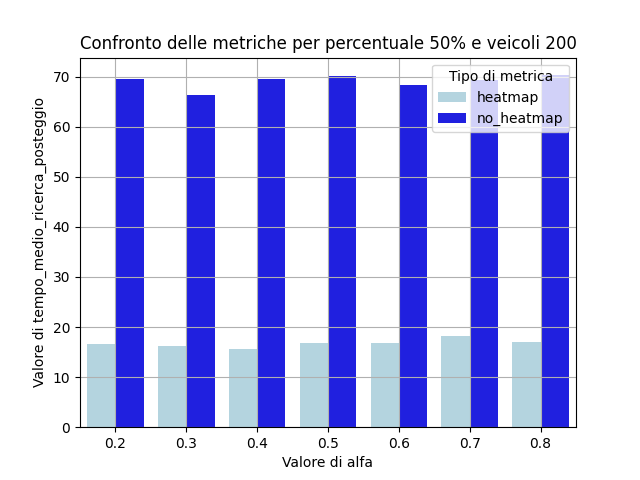 Confronto delle metriche per percentuale 50% e veicoli 200
Tipo di metrica
heatmap
no_heatmap
Valore di tempo_medio_ricerca_posteggio
70
60
50
40
30
20
10
0
0.2 0.3 0.4 0.5 0.6 0.7 0.8
Valore di alfa